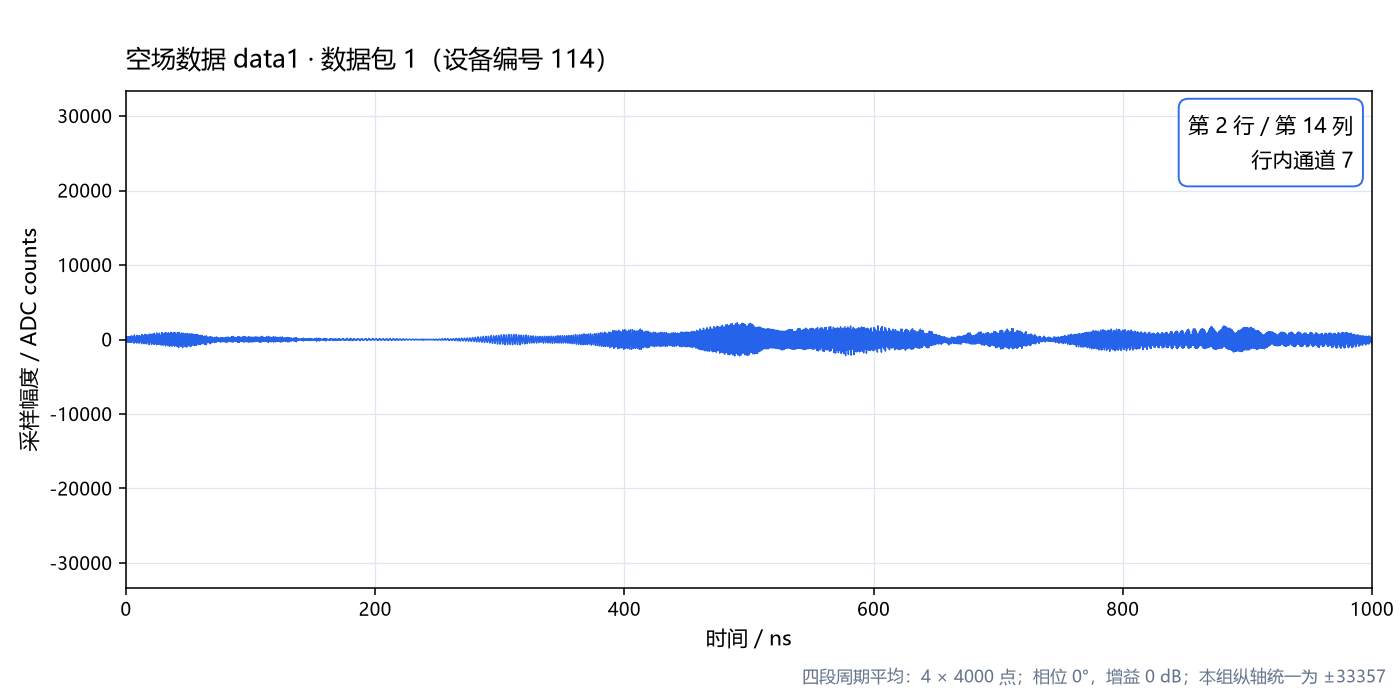 空场数据 data1 · 数据包 1（设备编号 114）
第 2 行 / 第 14 列
行内通道 7
采样幅度 / ADC counts
30000
20000
10000
0
-10000
-20000
-30000
0
200
400
600
800
1000
时间 / ns
四段周期平均：4 × 4000 点；相位 0°，增益 0 dB；本组纵轴统一为 ±33357